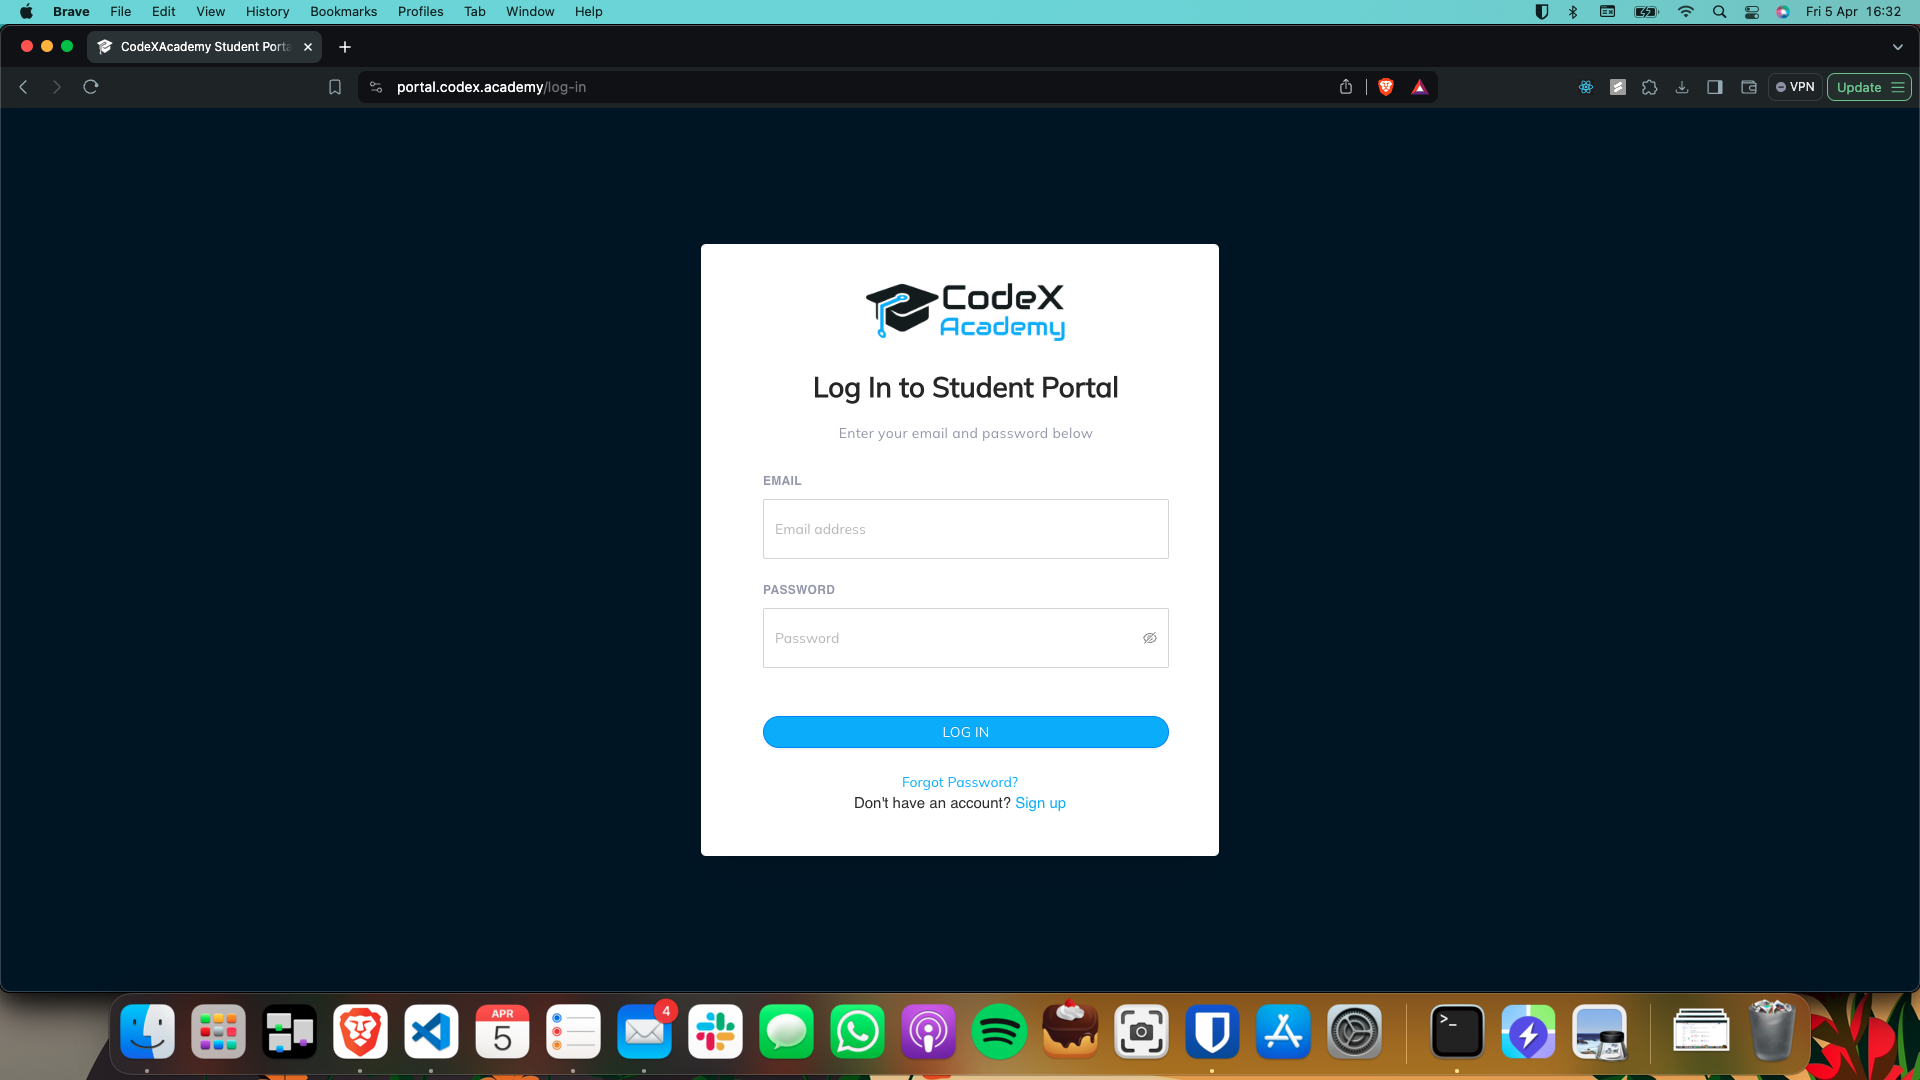 Brave File Edit View History Bookmarks Profiles Tab Window Help Fri 5 Apr 16:32
CodeXAcademy Student Porta
portal.codex.academy/log-in
VPN
Update
CodeX
Academy
Log In to Student Portal
Enter your email and password below
EMAIL
Email address
PASSWORD
Password
LOG IN
Forgot Password?
Don't have an account? Sign up
APR
5
4
>_